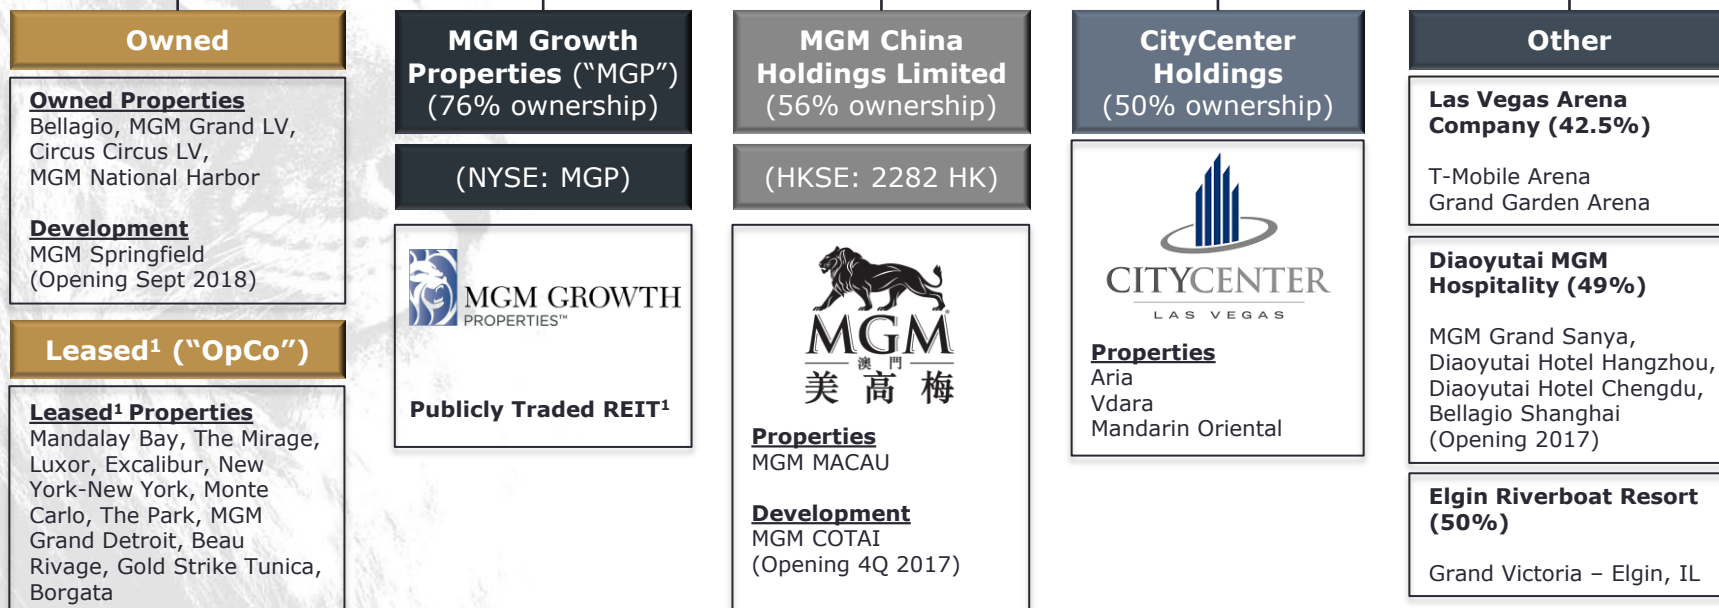 Owned
Owned Properties
Bellagio, MGM Grand LV,
Circus Circus LV,
MGM National Harbor
Development
MGM Springfield
(Opening Sept 2018)
Leased¹ (“OpCo”)
Leased¹ Properties
Mandalay Bay, The Mirage,
Luxor, Excalibur, New
York-New York, Monte
Carlo, The Park, MGM
Grand Detroit, Beau
Rivage, Gold Strike Tunica,
Borgata
MGM Growth
Properties (“MGP”)
(76% ownership)
(NYSE: MGP)
MGM GROWTH
PROPERTIES™
Publicly Traded REIT¹
MGM China
Holdings Limited
(56% ownership)
(HKSE: 2282 HK)
MGM
澳門
美高梅
Properties
MGM MACAU
Development
MGM COTAI
(Opening 4Q 2017)
CityCenter
Holdings
(50% ownership)
CITYCENTER
LAS VEGAS
Properties
Aria
Vdara
Mandarin Oriental
Other
Las Vegas Arena
Company (42.5%)
T-Mobile Arena
Grand Garden Arena
Diaoyutai MGM
Hospitality (49%)
MGM Grand Sanya,
Diaoyutai Hotel Hangzhou,
Diaoyutai Hotel Chengdu,
Bellagio Shanghai
(Opening 2017)
Elgin Riverboat Resort
(50%)
Grand Victoria – Elgin, IL